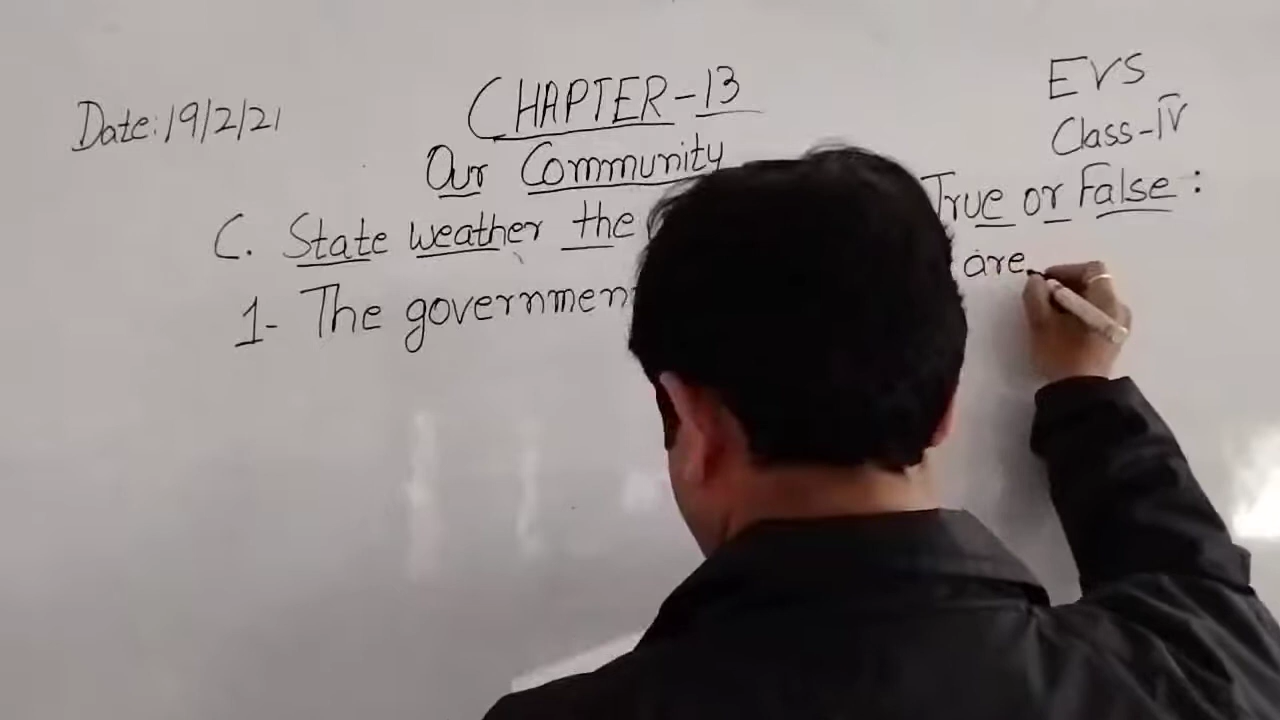 Date: 19/2/21
CHAPTER-13
EVS
Our Community
Class-IV
C. State weather the True or False :
1- The governmen are